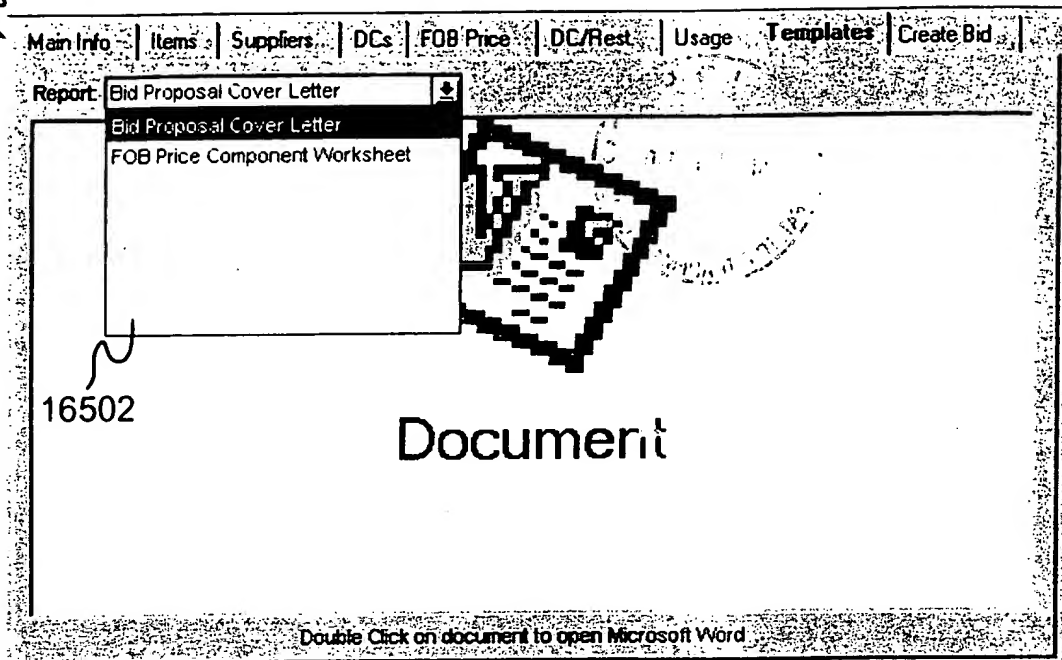 Main Info Items Suppliers DCs FOB Price DC/Rest Usage Templates Create Bid
Report: Bid Proposal Cover Letter
Bid Proposal Cover Letter
FOB Price Component Worksheet
16502
Document
Double Click on document to open Microsoft Word